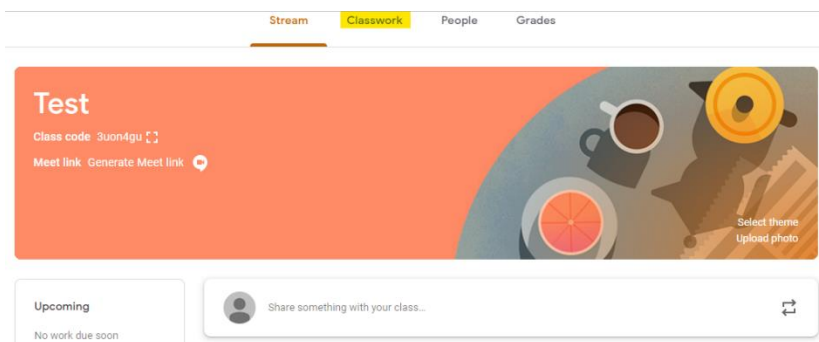 Stream Classwork People Grades
Test
Class code 3uon4gu
Meet link Generate Meet link
Select theme
Upload photo
Upcoming
Share something with your class...
No work due soon